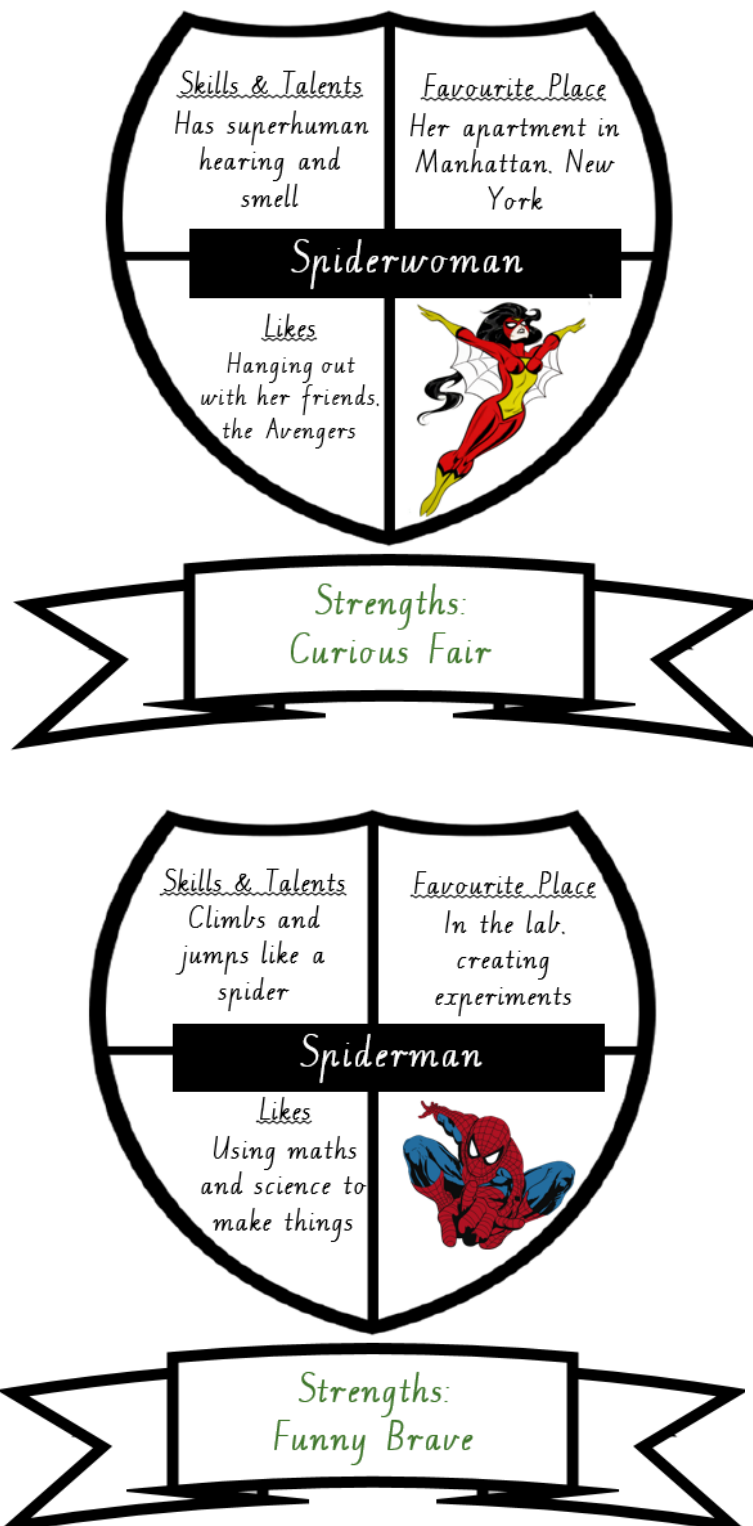 Skills & Talents
Has superhuman
hearing and
smell
Favourite Place
Her apartment in
Manhattan, New
York
Spiderwoman
Likes
Hanging out
with her friends,
the Avengers
Strengths:
Curious Fair
Skills & Talents
Climbs and
jumps like a
spider
Favourite Place
In the lab,
creating
experiments
Spiderman
Likes
Using maths
and science to
make things
Strengths:
Funny Brave